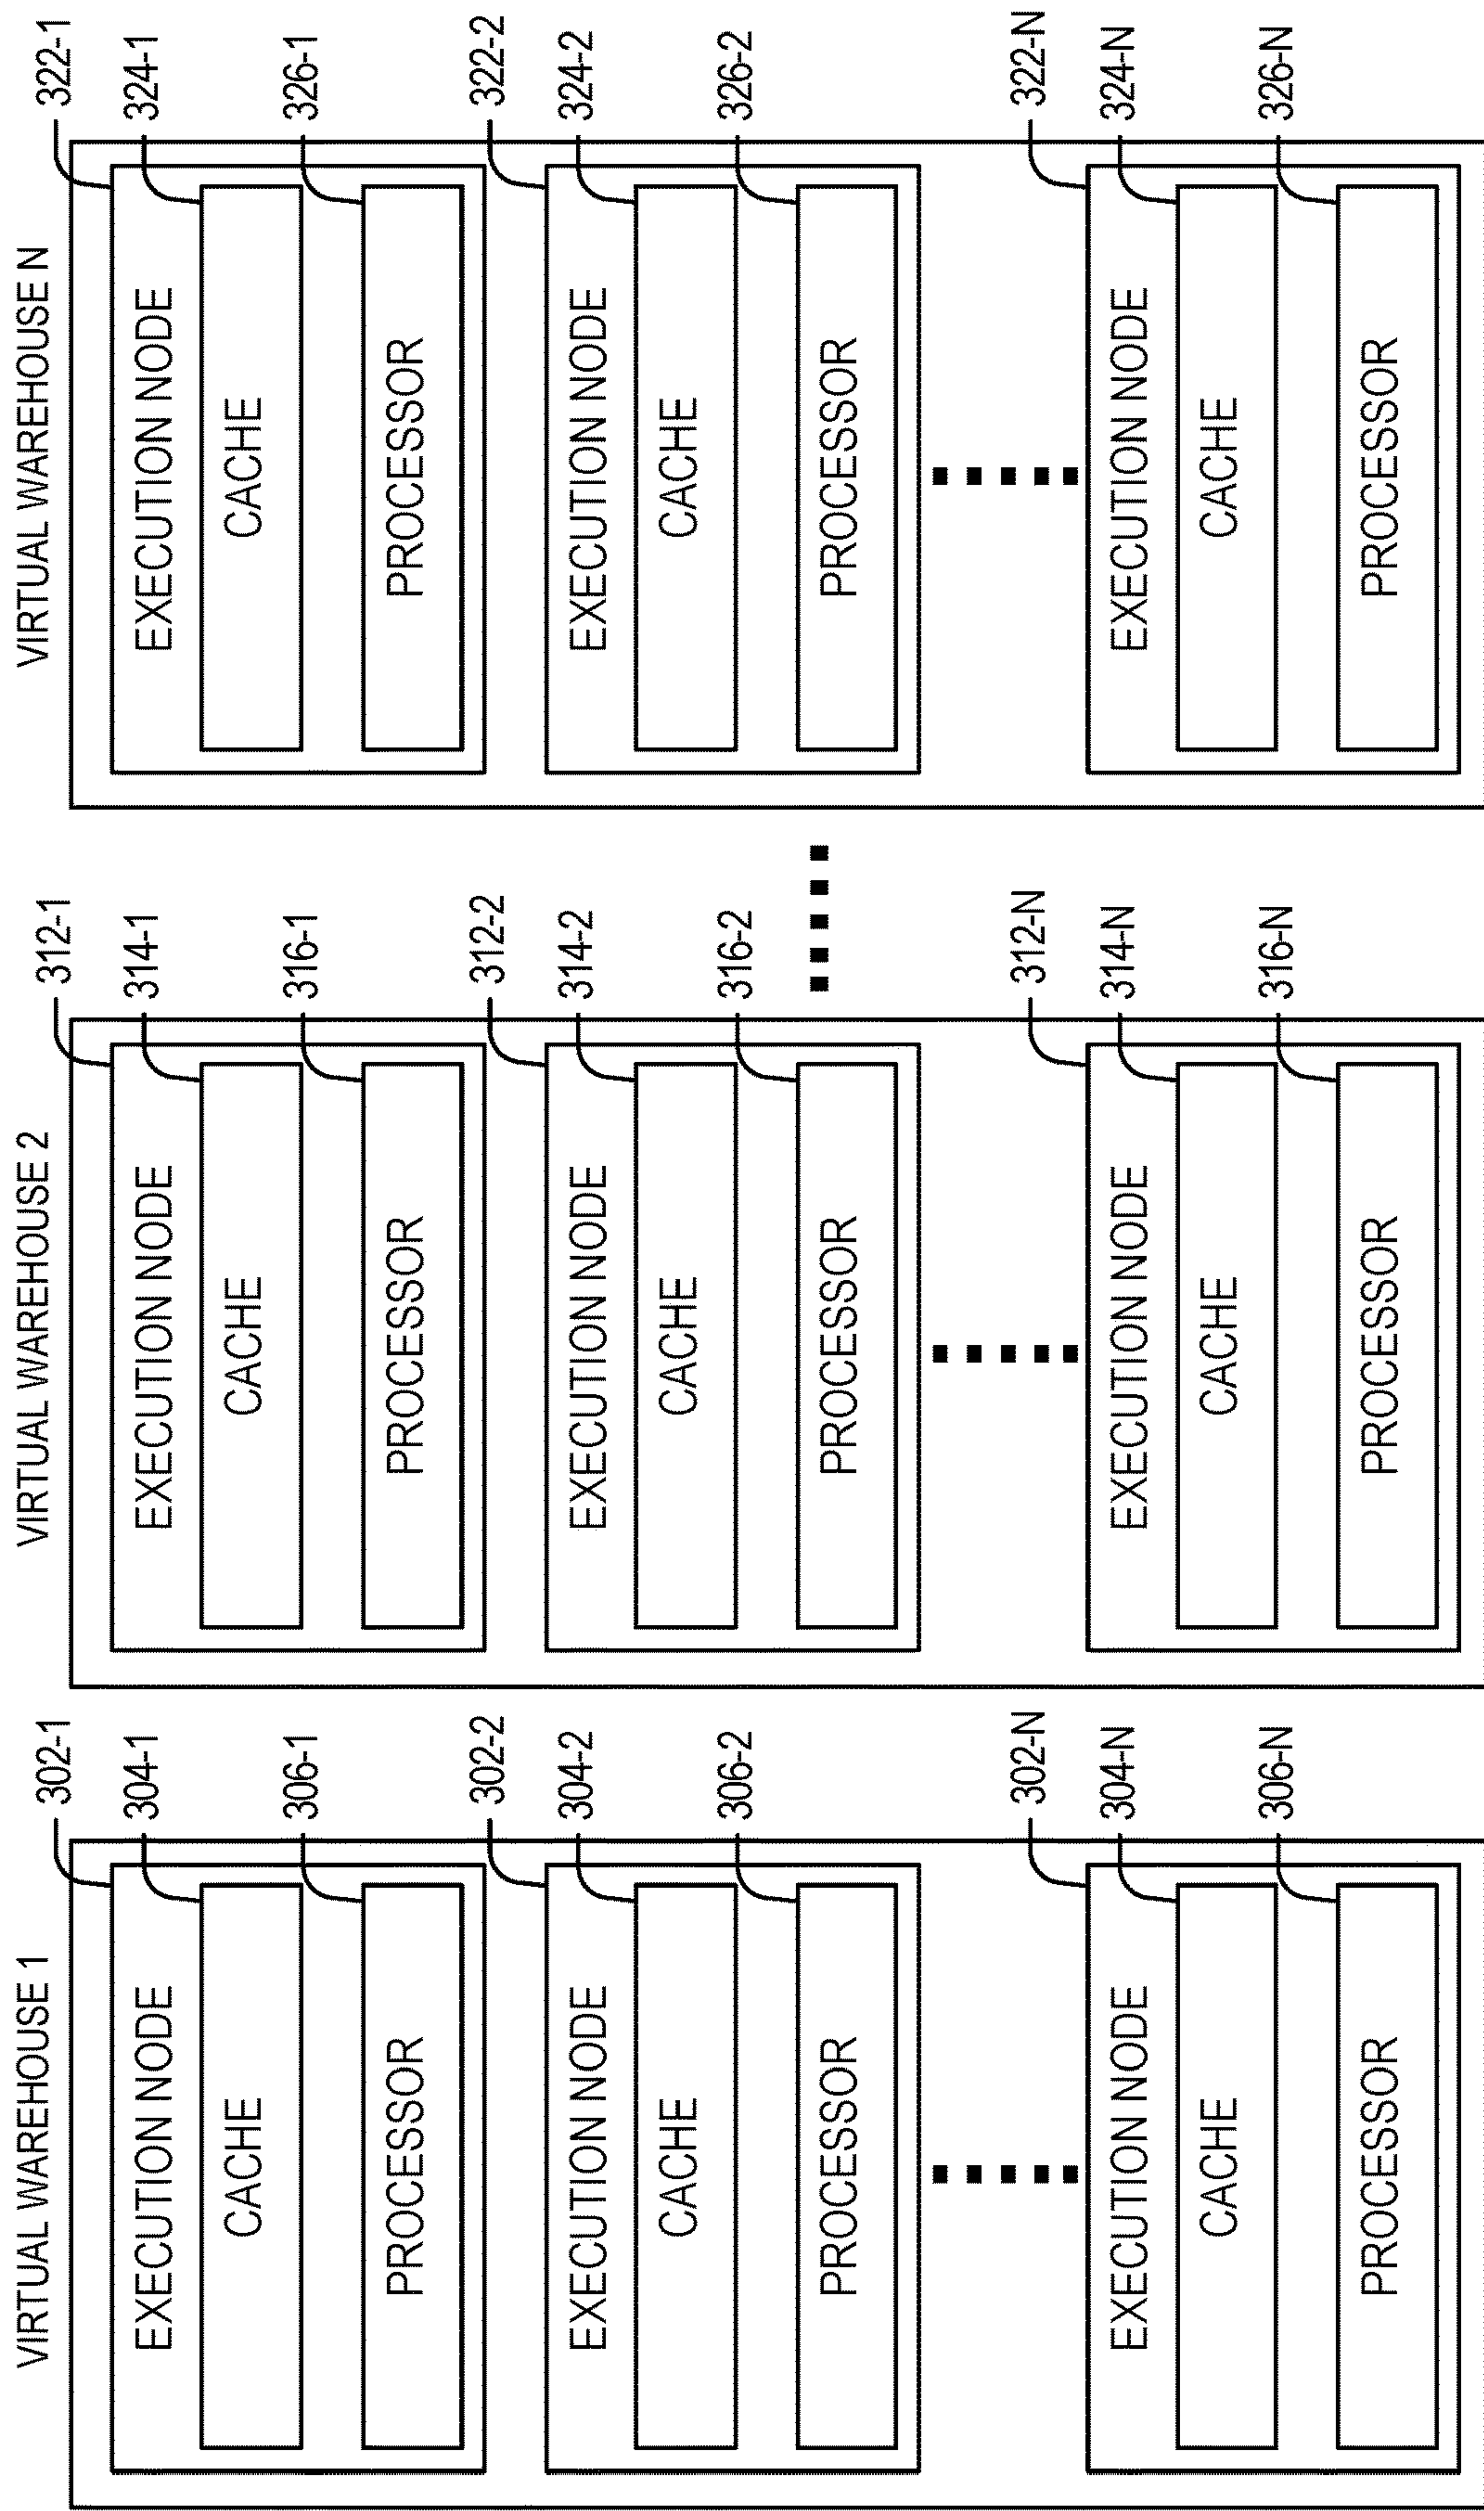 VIRTUAL WAREHOUSE 1
302-1
EXECUTION NODE
304-1
CACHE
306-1
PROCESSOR
302-2
EXECUTION NODE
304-2
CACHE
306-2
PROCESSOR
302-N
EXECUTION NODE
304-N
CACHE
306-N
PROCESSOR
VIRTUAL WAREHOUSE 2
312-1
EXECUTION NODE
314-1
CACHE
316-1
PROCESSOR
312-2
EXECUTION NODE
314-2
CACHE
316-2
PROCESSOR
312-N
EXECUTION NODE
314-N
CACHE
316-N
PROCESSOR
VIRTUAL WAREHOUSE N
322-1
EXECUTION NODE
324-1
CACHE
326-1
PROCESSOR
322-2
EXECUTION NODE
324-2
CACHE
326-2
PROCESSOR
322-N
EXECUTION NODE
324-N
CACHE
326-N
PROCESSOR